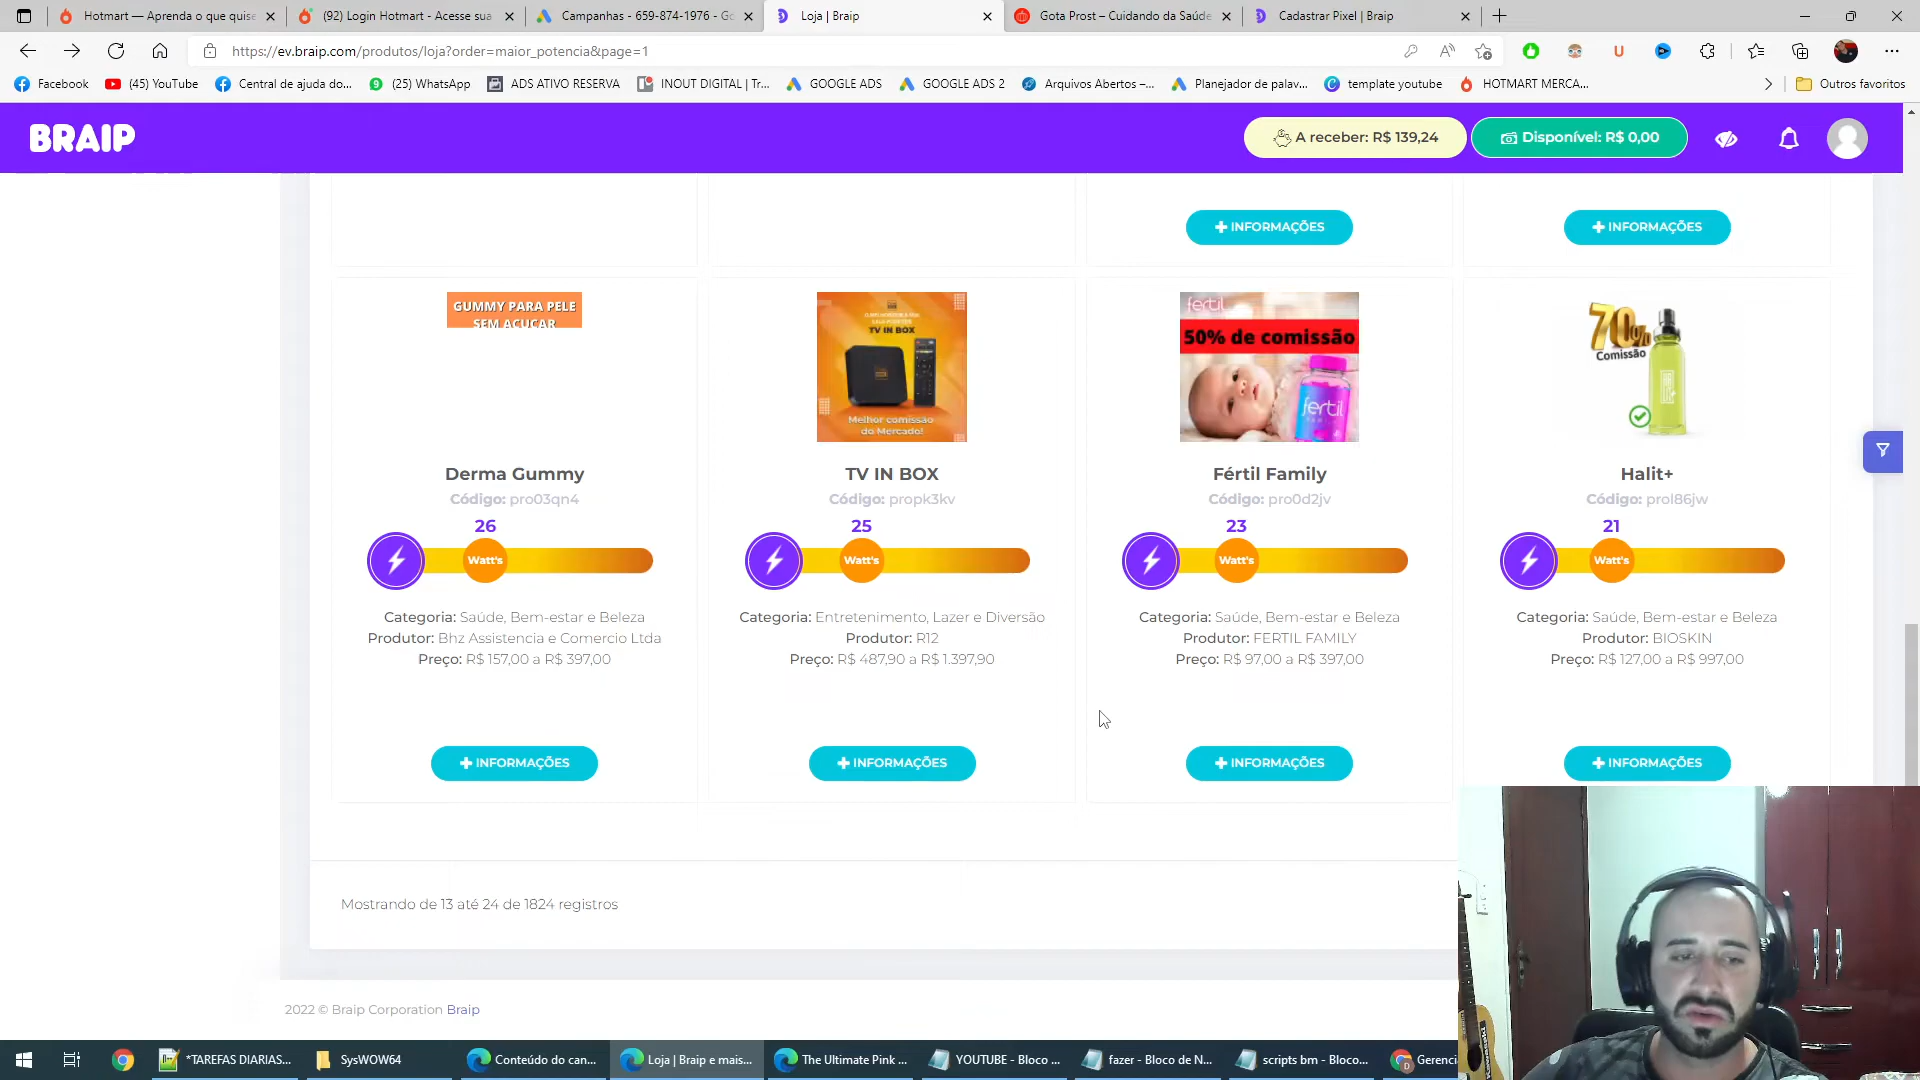 Hotmart — Aprenda o que quise
(92) Login Hotmart - Acesse sua
Campanhas - 659-874-1976 - Go
Loja | Braip
Gota Prost – Cuidando da Saúde
Cadastrar Pixel | Braip
https://ev.braip.com/produtos/loja?order=maior_potencia&page=1
Facebook
(45) YouTube
Central de ajuda do...
(25) WhatsApp
ADS ATIVO RESERVA
INOUT DIGITAL | Tr...
GOOGLE ADS
GOOGLE ADS 2
Arquivos Abertos –...
Planejador de palav...
template youtube
HOTMART MERCA...
Outros favoritos
BRAIP
A receber: R$ 139,24
Disponível: R$ 0,00
INFORMAÇÕES
INFORMAÇÕES
GUMMY PARA PELE
SEM AÇUCAR
TV IN BOX
Melhor comissão
do Mercado!
fertil
50% de comissão
fertil
70%
Comissão
Derma Gummy
Código: pro03qn4
26
Watt's
Categoria: Saúde, Bem-estar e Beleza
Produtor: Bhz Assistencia e Comercio Ltda
Preço: R$ 157,00 a R$ 397,00
INFORMAÇÕES
TV IN BOX
Código: propk3kv
25
Watt's
Categoria: Entretenimento, Lazer e Diversão
Produtor: R12
Preço: R$ 487,90 a R$ 1.397,90
INFORMAÇÕES
Fértil Family
Código: pro0d2jv
23
Watt's
Categoria: Saúde, Bem-estar e Beleza
Produtor: FERTIL FAMILY
Preço: R$ 97,00 a R$ 397,00
INFORMAÇÕES
Halit+
Código: prol86jw
21
Watt's
Categoria: Saúde, Bem-estar e Beleza
Produtor: BIOSKIN
Preço: R$ 127,00 a R$ 997,00
INFORMAÇÕES
Mostrando de 13 até 24 de 1824 registros
2022 © Braip Corporation Braip
*TAREFAS DIARIAS...
SysWOW64
Conteúdo do can...
Loja | Braip e mais...
The Ultimate Pink ...
YOUTUBE - Bloco ...
fazer - Bloco de N...
scripts bm - Bloco...
Gerenci